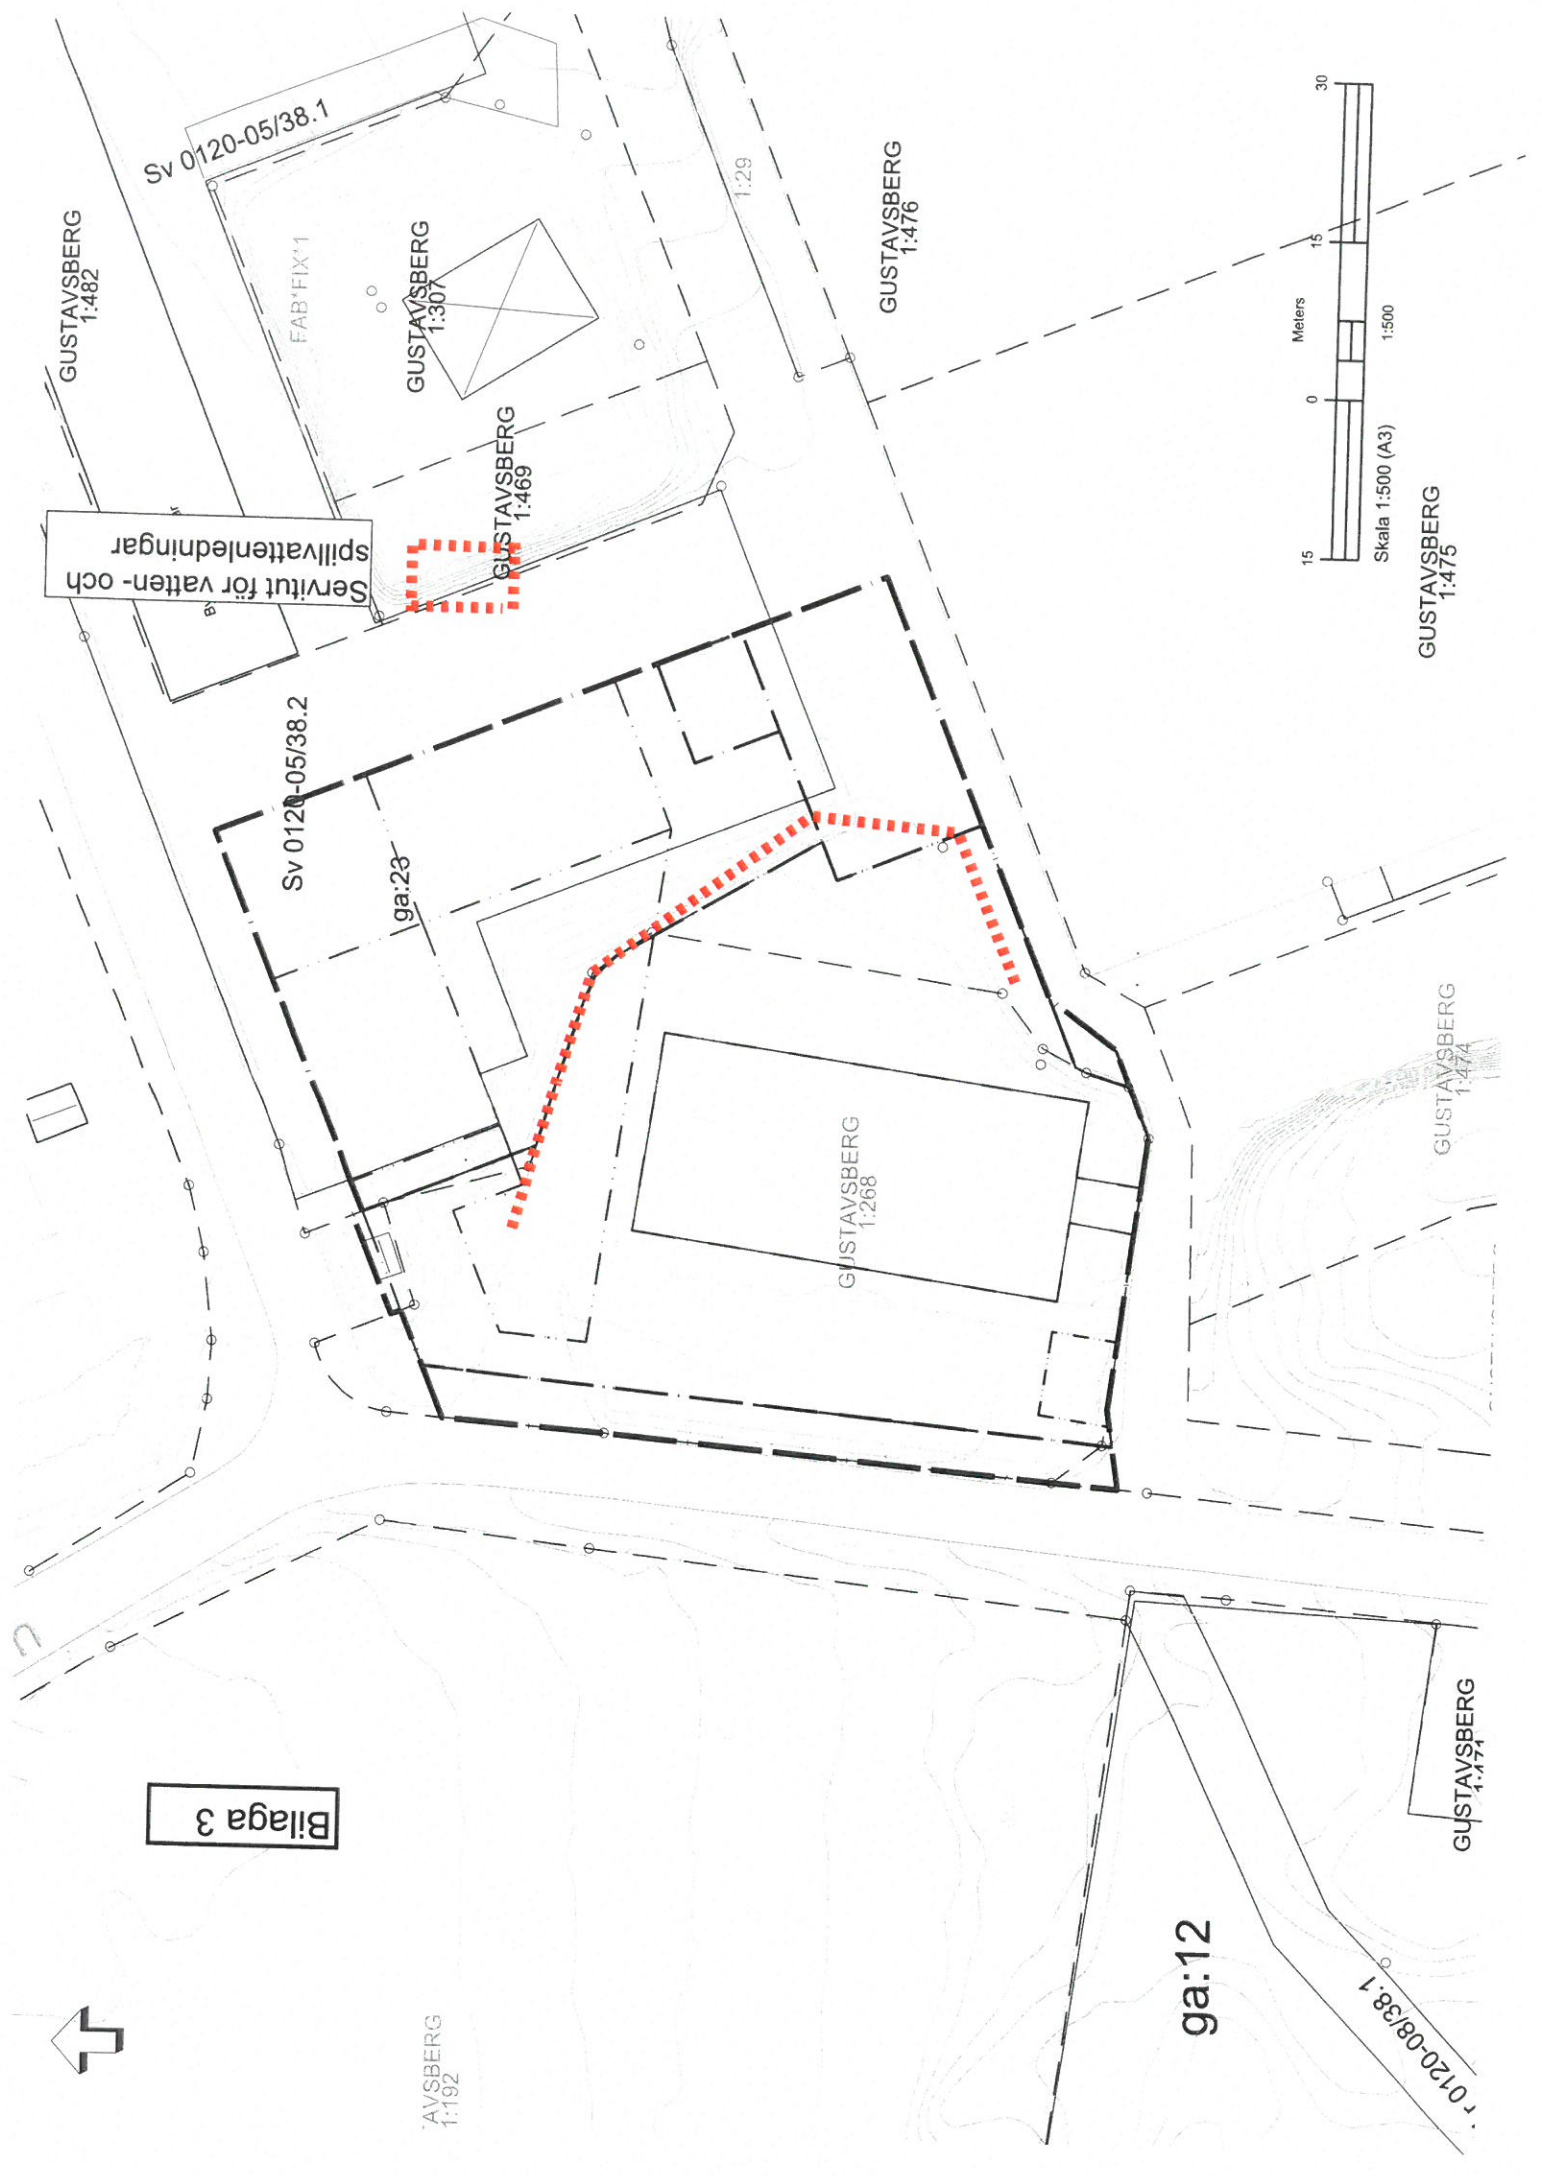 Sv 0120-05/38.1
GUSTAVSBERG
1:482
FAB*FIX*1
GUSTAVSBERG
1:307
1:29
GUSTAVSBERG
1:476
GUSTAVSBERG
1:469
Servitut för vatten- och
spillvattenledningar
Sv 0120-05/38.2
ga:23
30
15
0
15
Meters
1:500
Skala 1:500 (A3)
GUSTAVSBERG
1:475
GUSTAVSBERG
1:474
GUSTAVSBERG
1:268
Bilaga 3
GUSTAVSBERG
1:471
ga:12
r 0120-08/38.1
AVSBERG
1:192